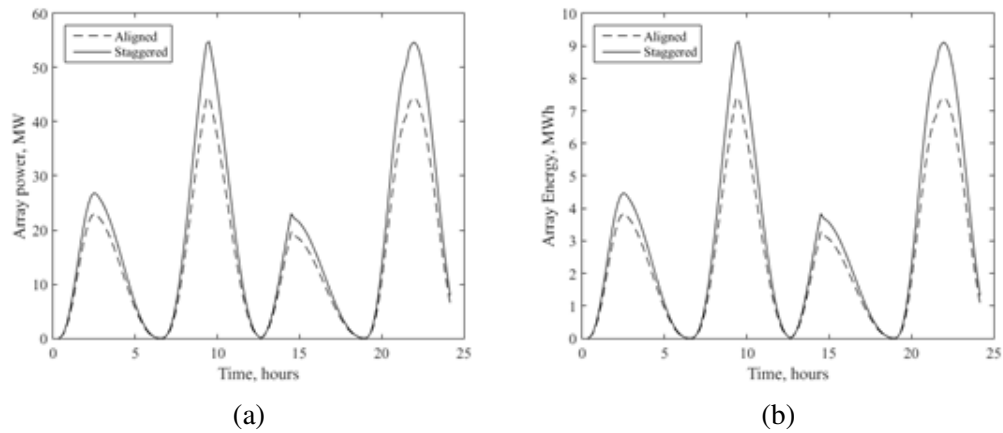 60
50
40
30
20
10
0
Array power, MW
Aligned
Staggered
0 5 10 15 20 25
Time, hours
(a)
10
9
8
7
6
5
4
3
2
1
0
Array Energy, MWh
Aligned
Staggered
0 5 10 15 20 25
Time, hours
(b)